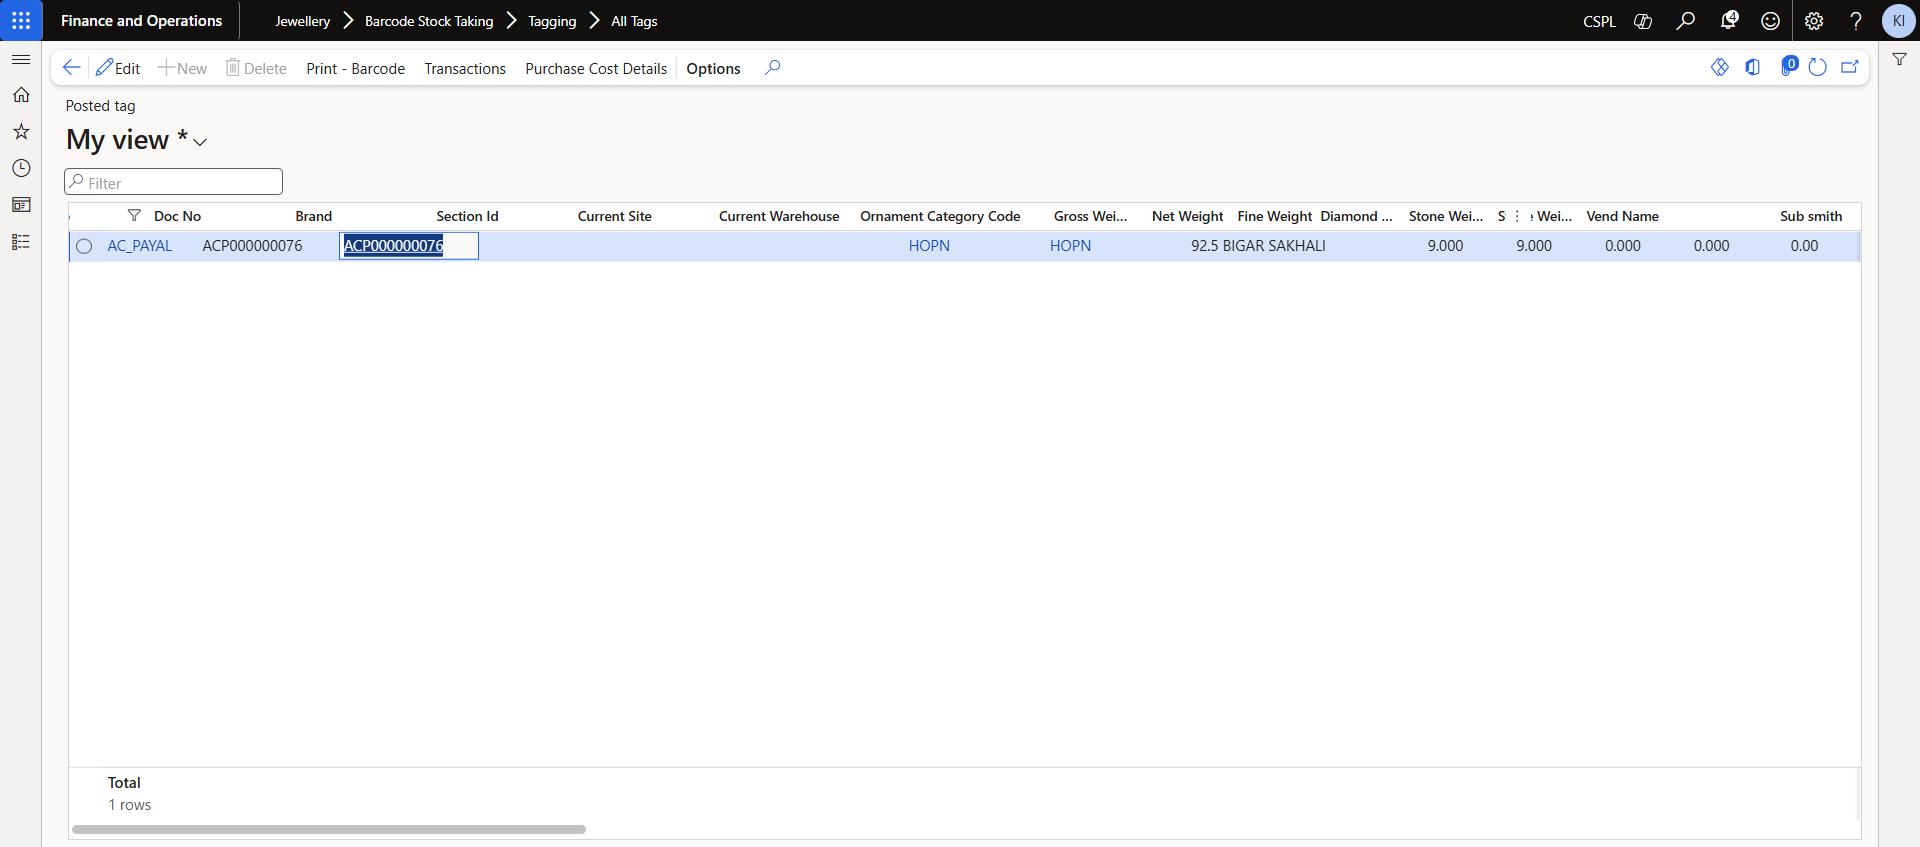 Finance and Operations Jewellery Barcode Stock Taking Tagging All Tags CSPL 4 ? KI
Edit New Delete Print - Barcode Transactions Purchase Cost Details Options 0
Posted tag
My view *
Filter
Doc No Brand Section Id Current Site Current Warehouse Ornament Category Code Gross Wei... Net Weight Fine Weight Diamond ... Stone Wei... Wei... Vend Name Sub smith
AC_PAYAL ACP000000076 ACP000000076 HOPN HOPN 92.5 BIGAR SAKHALI 9.000 9.000 0.000 0.000 0.00
Total
1 rows